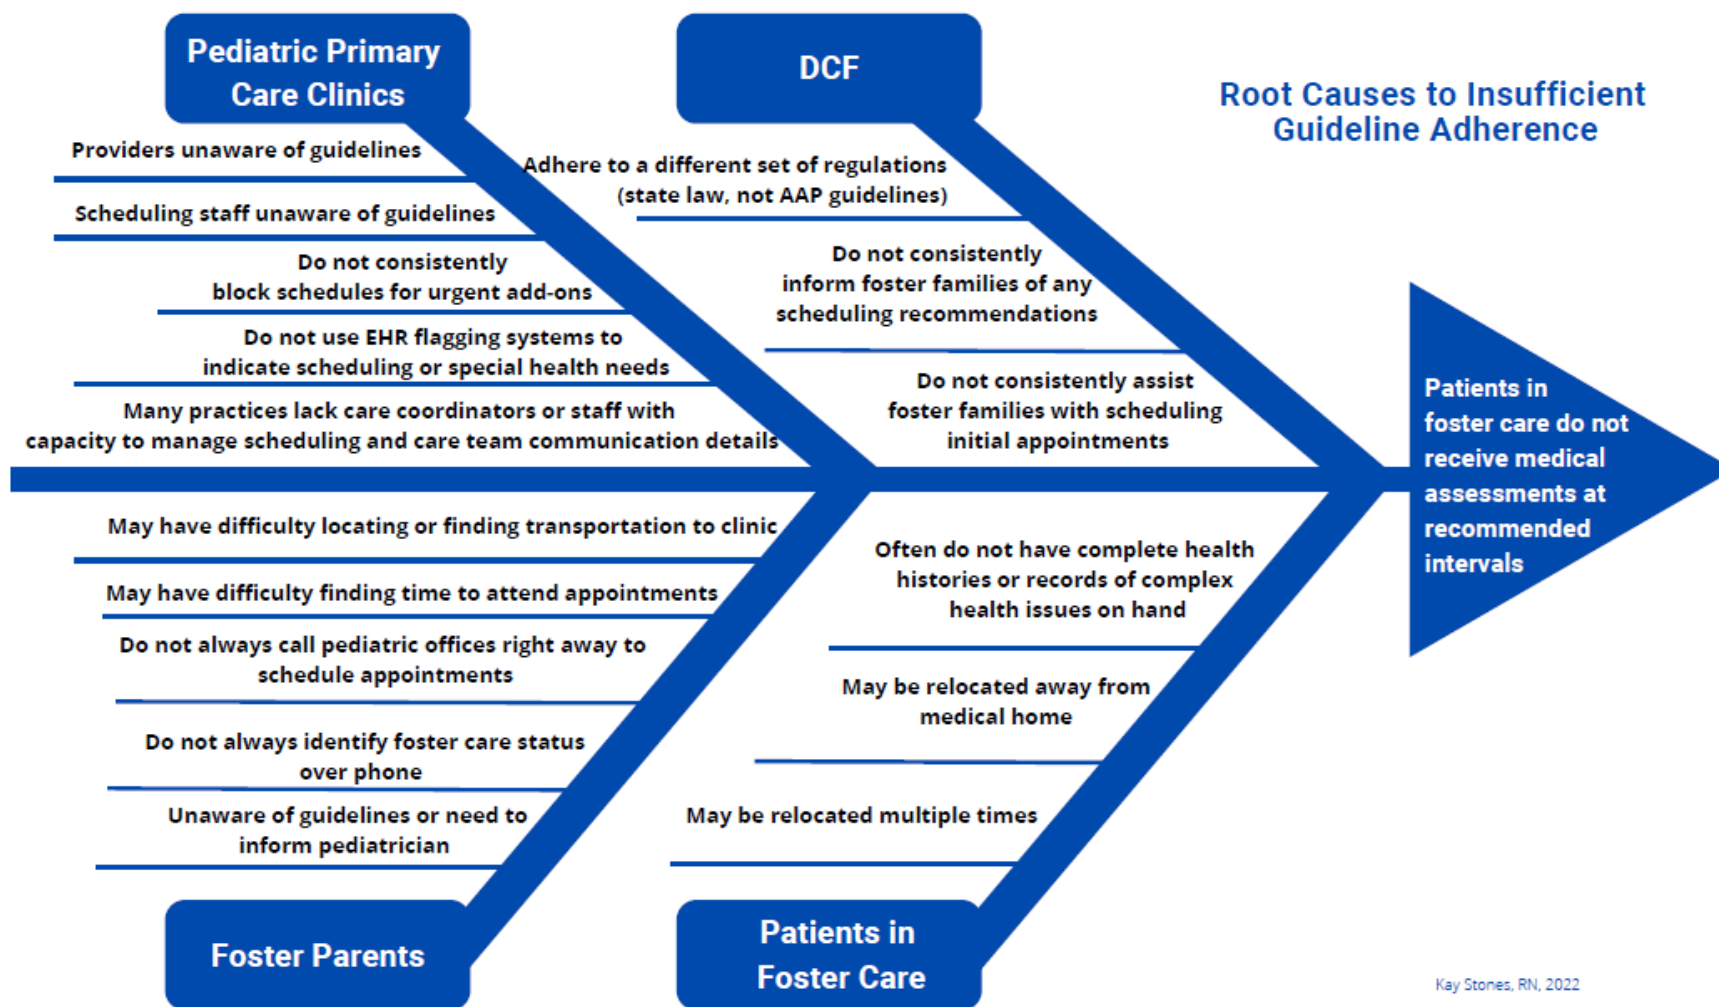 Pediatric Primary
Care Clinics
Providers unaware of guidelines
Scheduling staff unaware of guidelines
Do not consistently
block schedules for urgent add-ons
Do not use EHR flagging systems to
indicate scheduling or special health needs
Many practices lack care coordinators or staff with
capacity to manage scheduling and care team communication details
DCF
Adhere to a different set of regulations
(state law, not AAP guidelines)
Do not consistently
inform foster families of any
scheduling recommendations
Do not consistently assist
foster families with scheduling
initial appointments
Root Causes to Insufficient
Guideline Adherence
Patients in
foster care do not
receive medical
assessments at
recommended
intervals
May have difficulty locating or finding transportation to clinic
May have difficulty finding time to attend appointments
Do not always call pediatric offices right away to
schedule appointments
Do not always identify foster care status
over phone
Unaware of guidelines or need to
inform pediatrician
Foster Parents
Often do not have complete health
histories or records of complex
health issues on hand
May be relocated away from
medical home
May be relocated multiple times
Patients in
Foster Care
Kay Stones, RN, 2022